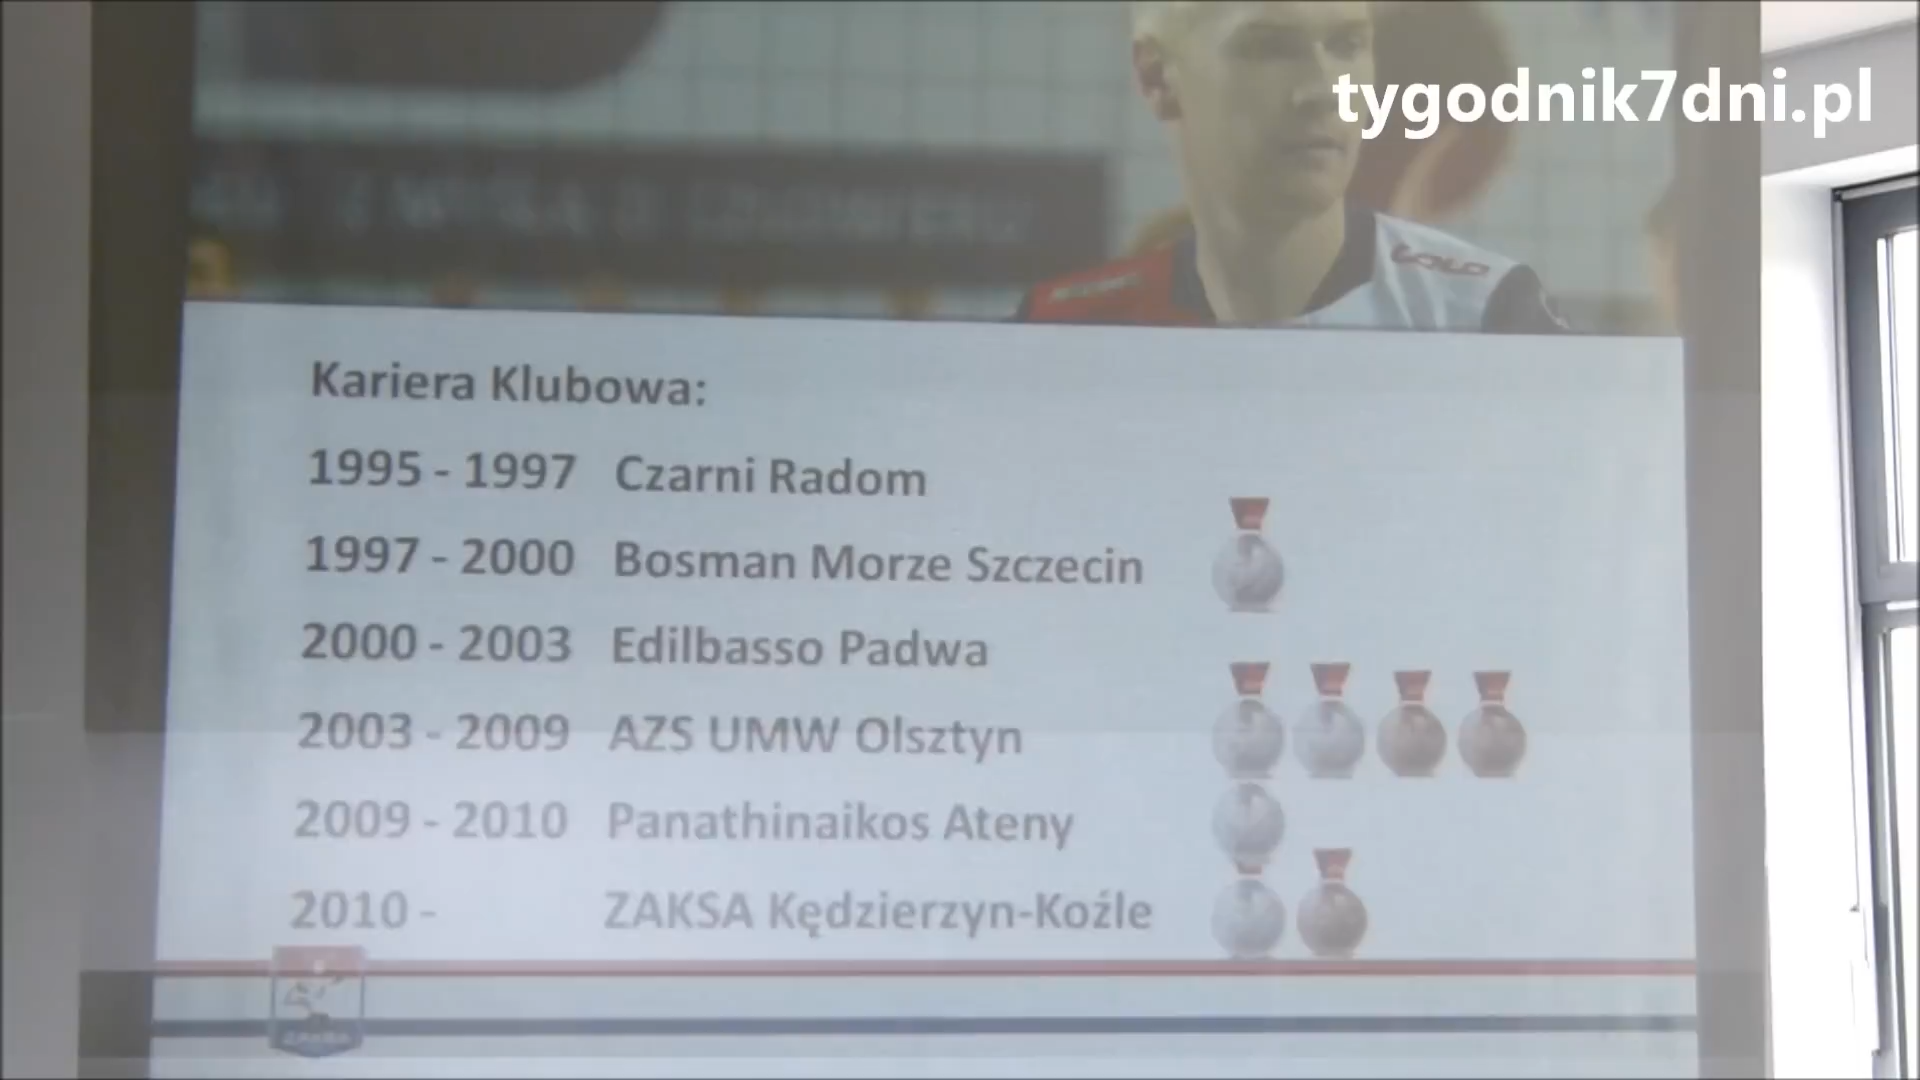 tygodnik7dni.pl
Kariera Klubowa:
1995 - 1997 Czarni Radom
1997 - 2000 Bosman Morze Szczecin
2000 - 2003 Edilbasso Padwa
2003 - 2009 AZS UMW Olsztyn
2009 - 2010 Panathinaikos Ateny
2010 - ZAKSA Kędzierzyn-Koźle
ZAKSA